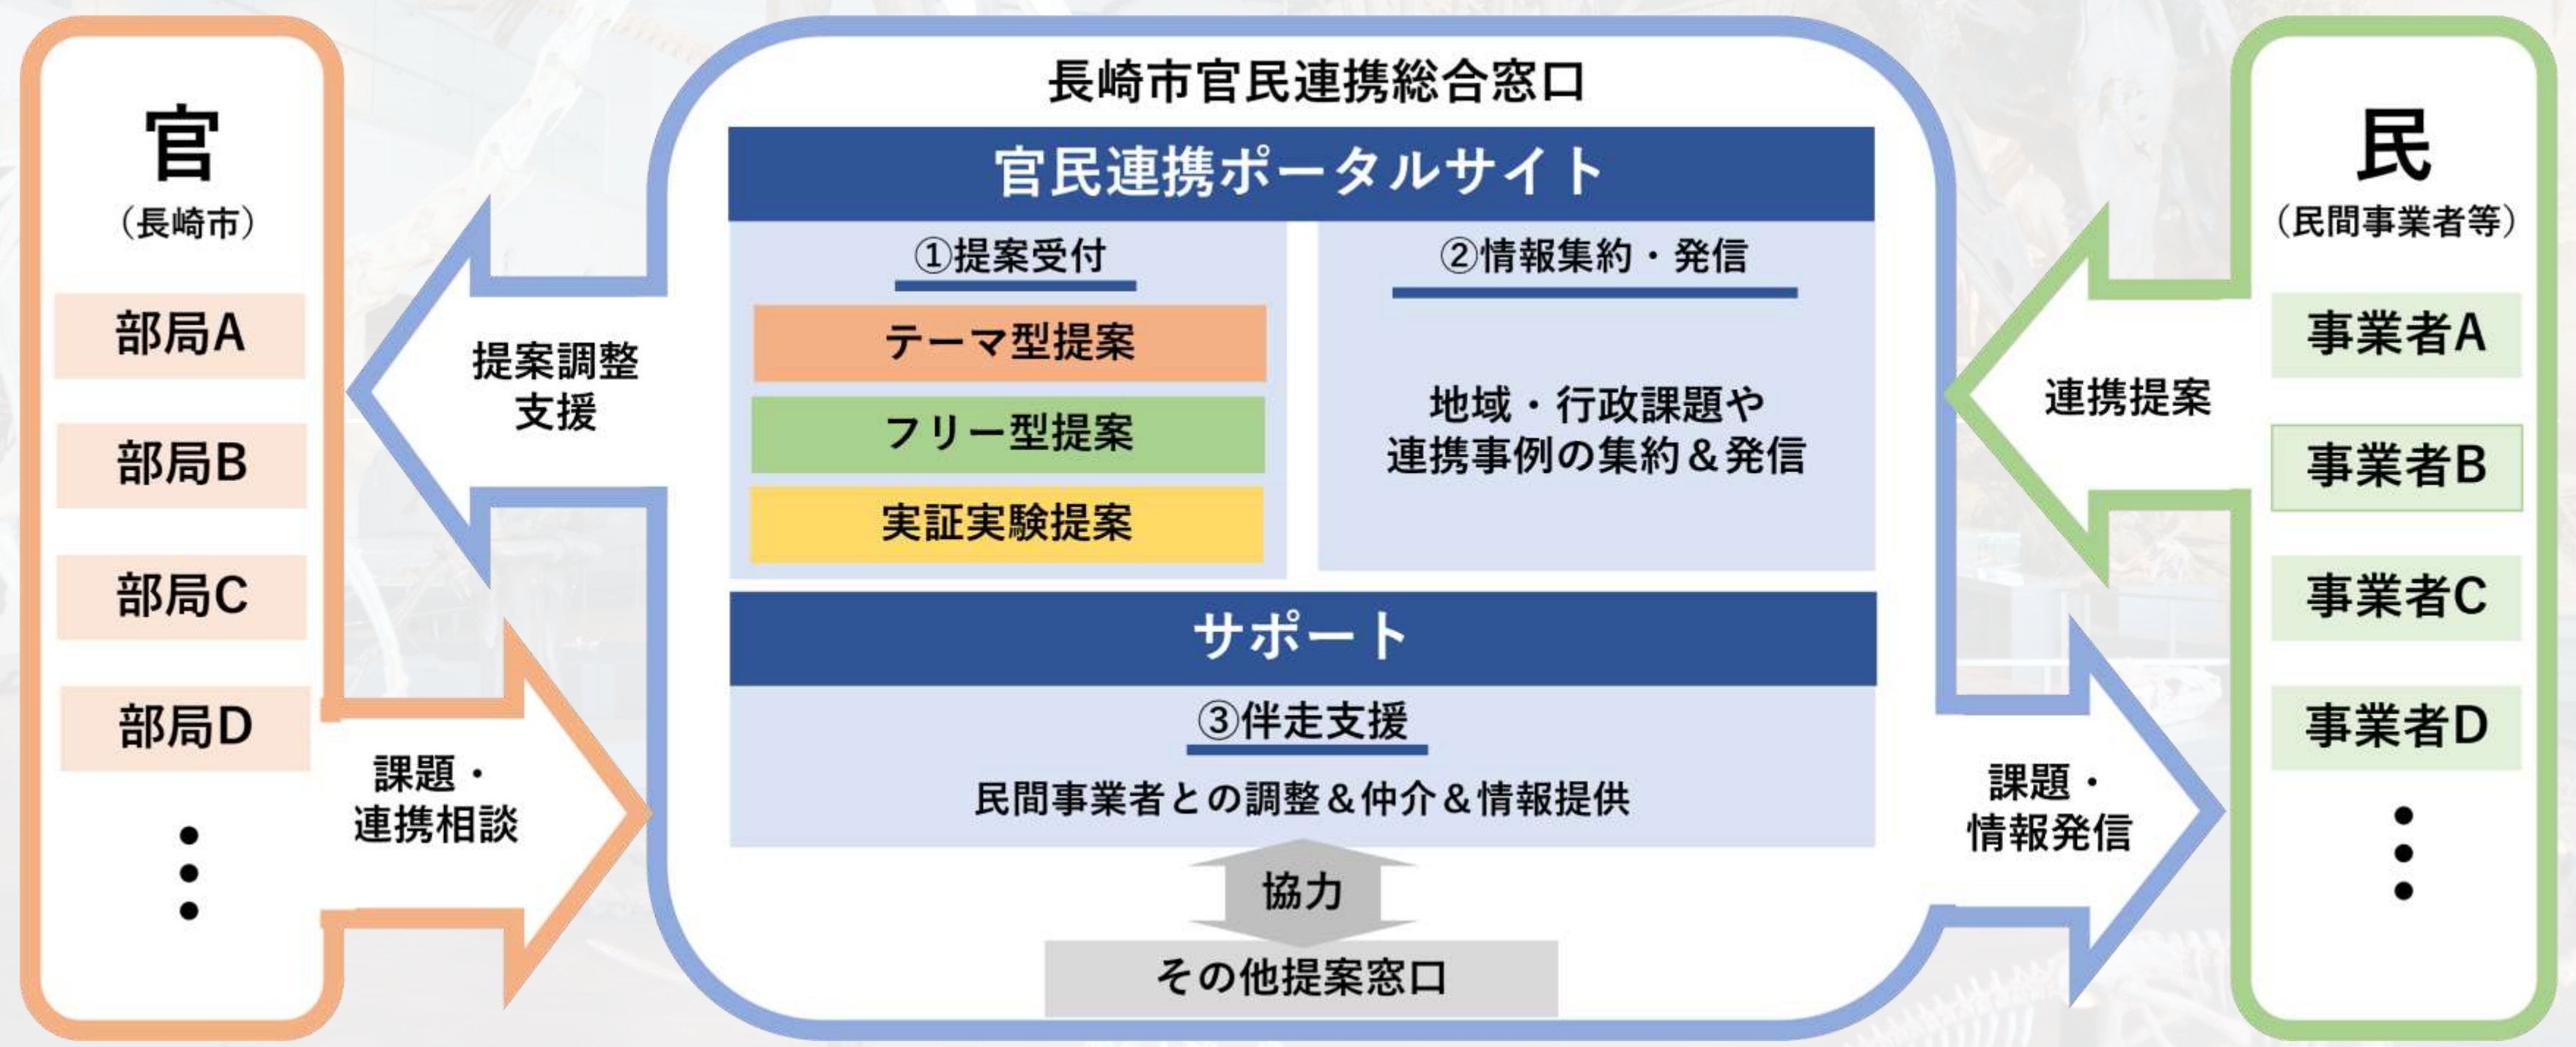 官
（長崎市）
部局A
部局B
部局C
部局D
提案調整
支援
課題・
連携相談
長崎市官民連携総合窓口
官民連携ポータルサイト
①提案受付
テーマ型提案
フリー型提案
実証実験提案
②情報集約・発信
地域・行政課題や
連携事例の集約＆発信
サポート
③伴走支援
民間事業者との調整＆仲介＆情報提供
協力
その他提案窓口
連携提案
課題・
情報発信
民
（民間事業者等）
事業者A
事業者B
事業者C
事業者D